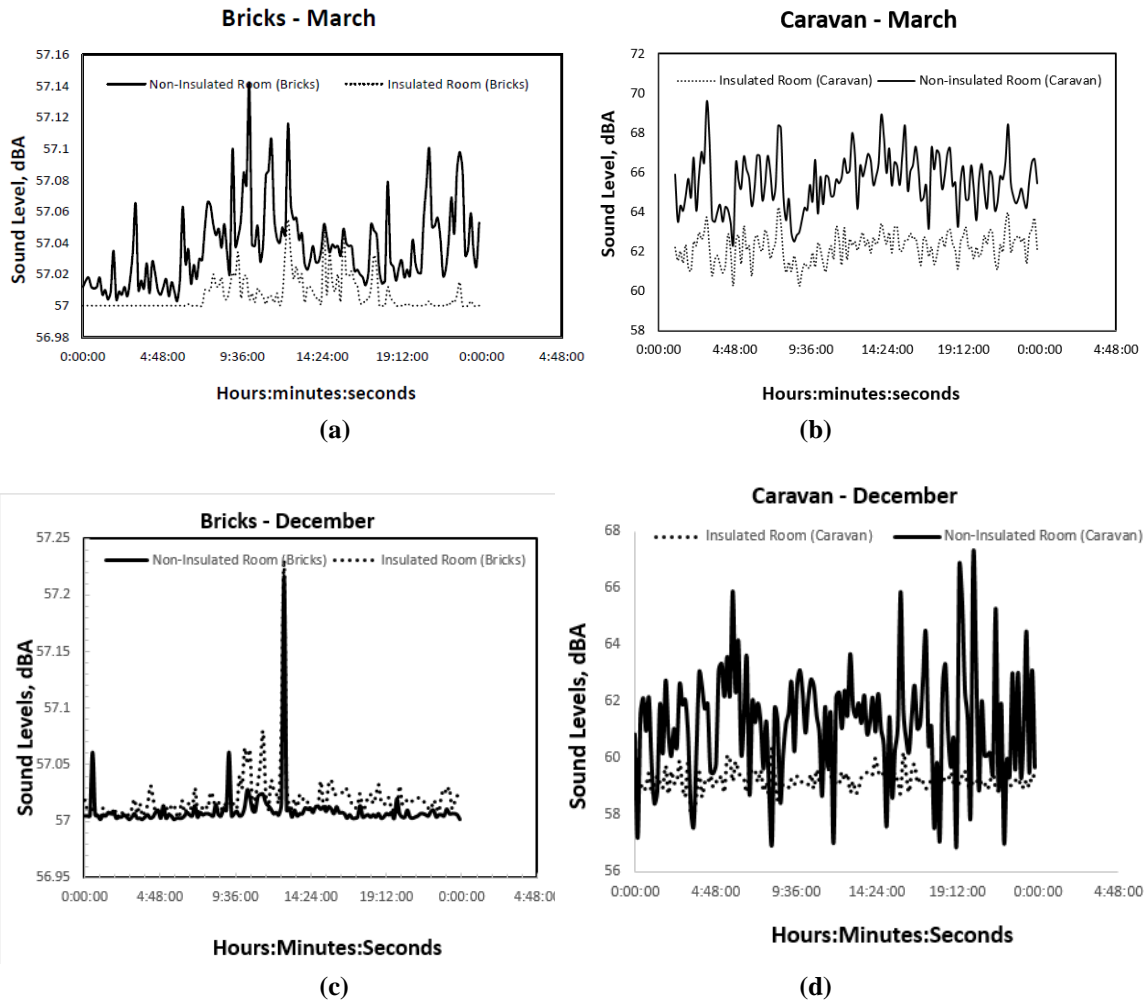 Bricks - March
57.16
57.14
57.12
57.1
57.08
57.06
57.04
57.02
57
56.98
Non-Insulated Room (Bricks)
Insulated Room (Bricks)
Sound Level, dBA
0:00:00 4:48:00 9:36:00 14:24:00 19:12:00 0:00:00 4:48:00
Hours:minutes:seconds
(a)
Caravan - March
72
70
68
66
64
62
60
58
Insulated Room (Caravan)
Non-insulated Room (Caravan)
Sound Level, dBA
0:00:00 4:48:00 9:36:00 14:24:00 19:12:00 0:00:00 4:48:00
Hours:minutes:seconds
(b)
Bricks - December
57.25
57.2
57.15
57.1
57.05
57
56.95
Non-Insulated Room (Bricks)
Insulated Room (Bricks)
Sound Levels, dBA
0:00:00 4:48:00 9:36:00 14:24:00 19:12:00 0:00:00 4:48:00
Hours:Minutes:Seconds
(c)
Caravan - December
68
66
64
62
60
58
56
Insulated Room (Caravan)
Non-Insulated Room (Caravan)
Sound Levels, dBA
0:00:00 4:48:00 9:36:00 14:24:00 19:12:00 0:00:00 4:48:00
Hours:Minutes:Seconds
(d)